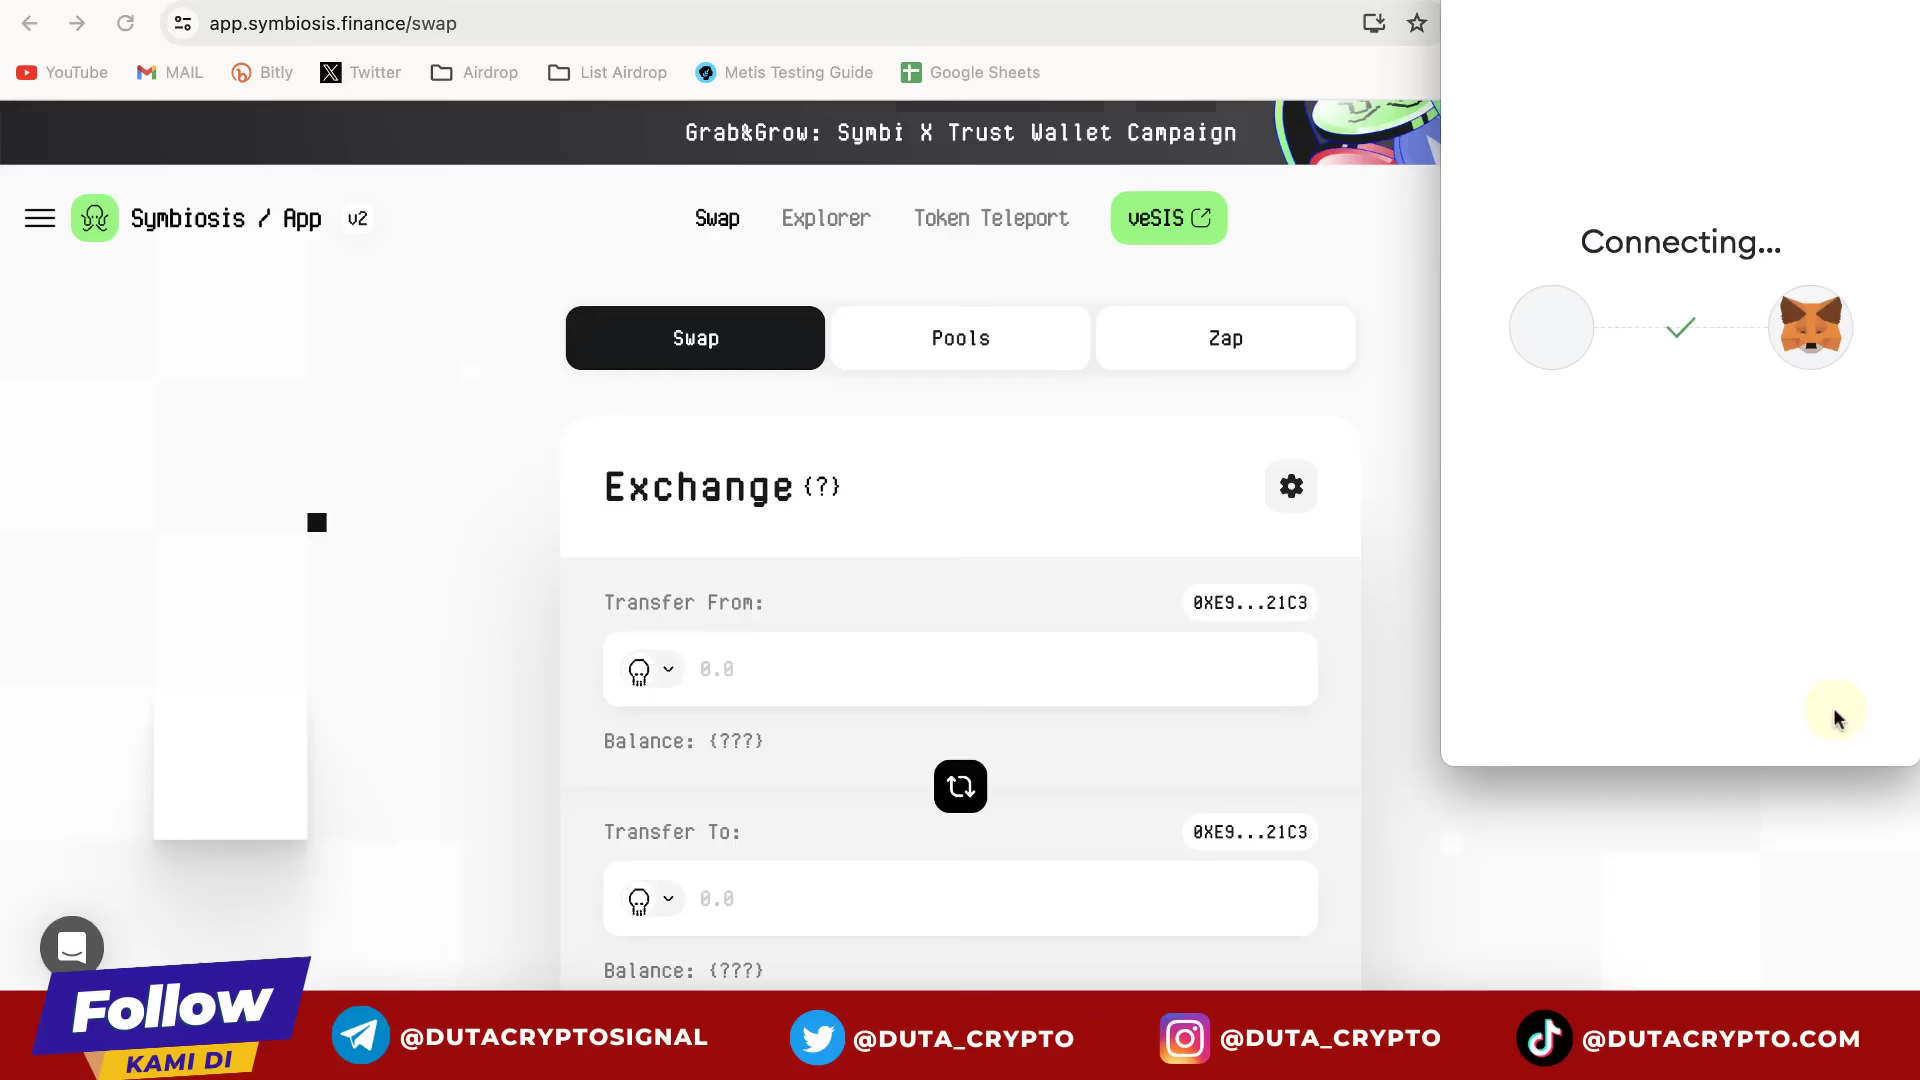 app.symbiosis.finance/swap
YouTube
MAIL
Bitly
Twitter
Airdrop
List Airdrop
Metis Testing Guide
Google Sheets
Grab&Grow: Symbi X Trust Wallet Campaign
Symbiosis / App v2
Swap
Explorer
Token Teleport
veSIS
Connecting...
Swap
Pools
Zap
Exchange {?}
Transfer From:
0XE9...21C3
0.0
Balance: {???}
Transfer To:
0XE9...21C3
0.0
Balance: {???}
Follow
KAMI DI
@DUTACRYPTOSIGNAL
@DUTA_CRYPTO
@DUTA_CRYPTO
@DUTACRYPTO.COM